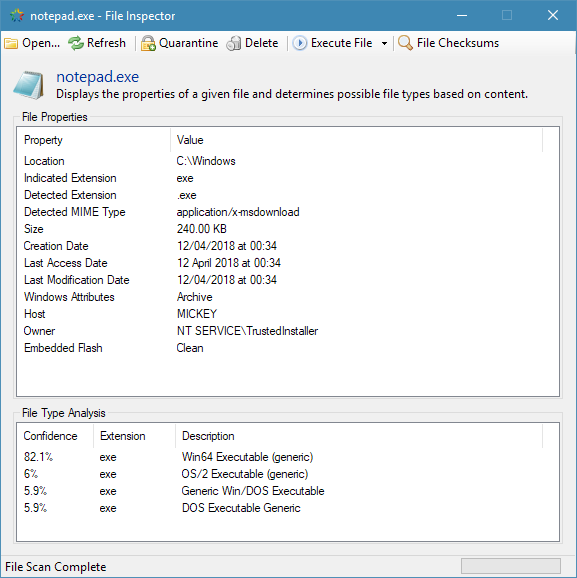 notepad.exe - File Inspector
Open... Refresh Quarantine Delete Execute File File Checksums
notepad.exe
Displays the properties of a given file and determines possible file types based on content.
File Properties
Property Value
Location C:\Windows
Indicated Extension exe
Detected Extension .exe
Detected MIME Type application/x-msdownload
Size 240.00 KB
Creation Date 12/04/2018 at 00:34
Last Access Date 12 April 2018 at 00:34
Last Modification Date 12/04/2018 at 00:34
Windows Attributes Archive
Host MICKEY
Owner NT SERVICE\TrustedInstaller
Embedded Flash Clean
File Type Analysis
Confidence Extension Description
82.1% exe Win64 Executable (generic)
6% exe OS/2 Executable (generic)
5.9% exe Generic Win/DOS Executable
5.9% exe DOS Executable Generic
File Scan Complete